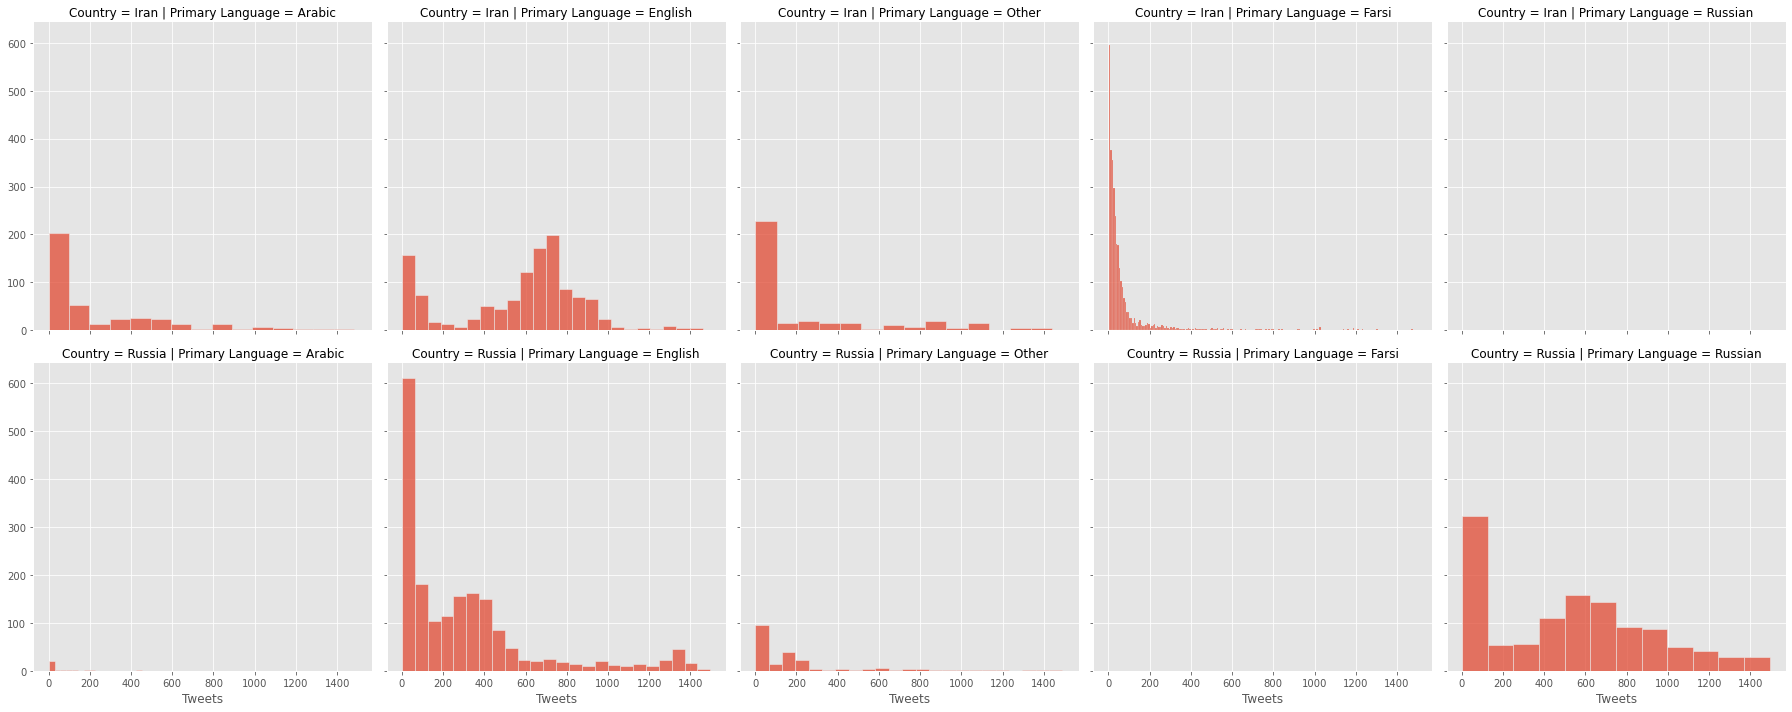 Country = Iran | Primary Language = Arabic
Country = Iran | Primary Language = English
Country = Iran | Primary Language = Other
Country = Iran | Primary Language = Farsi
Country = Iran | Primary Language = Russian
600
500
400
300
200
100
0
Country = Russia | Primary Language = Arabic
Country = Russia | Primary Language = English
Country = Russia | Primary Language = Other
Country = Russia | Primary Language = Farsi
Country = Russia | Primary Language = Russian
600
500
400
300
200
100
0
0 200 400 600 800 1000 1200 1400
0 200 400 600 800 1000 1200 1400
0 200 400 600 800 1000 1200 1400
0 200 400 600 800 1000 1200 1400
0 200 400 600 800 1000 1200 1400
Tweets
Tweets
Tweets
Tweets
Tweets